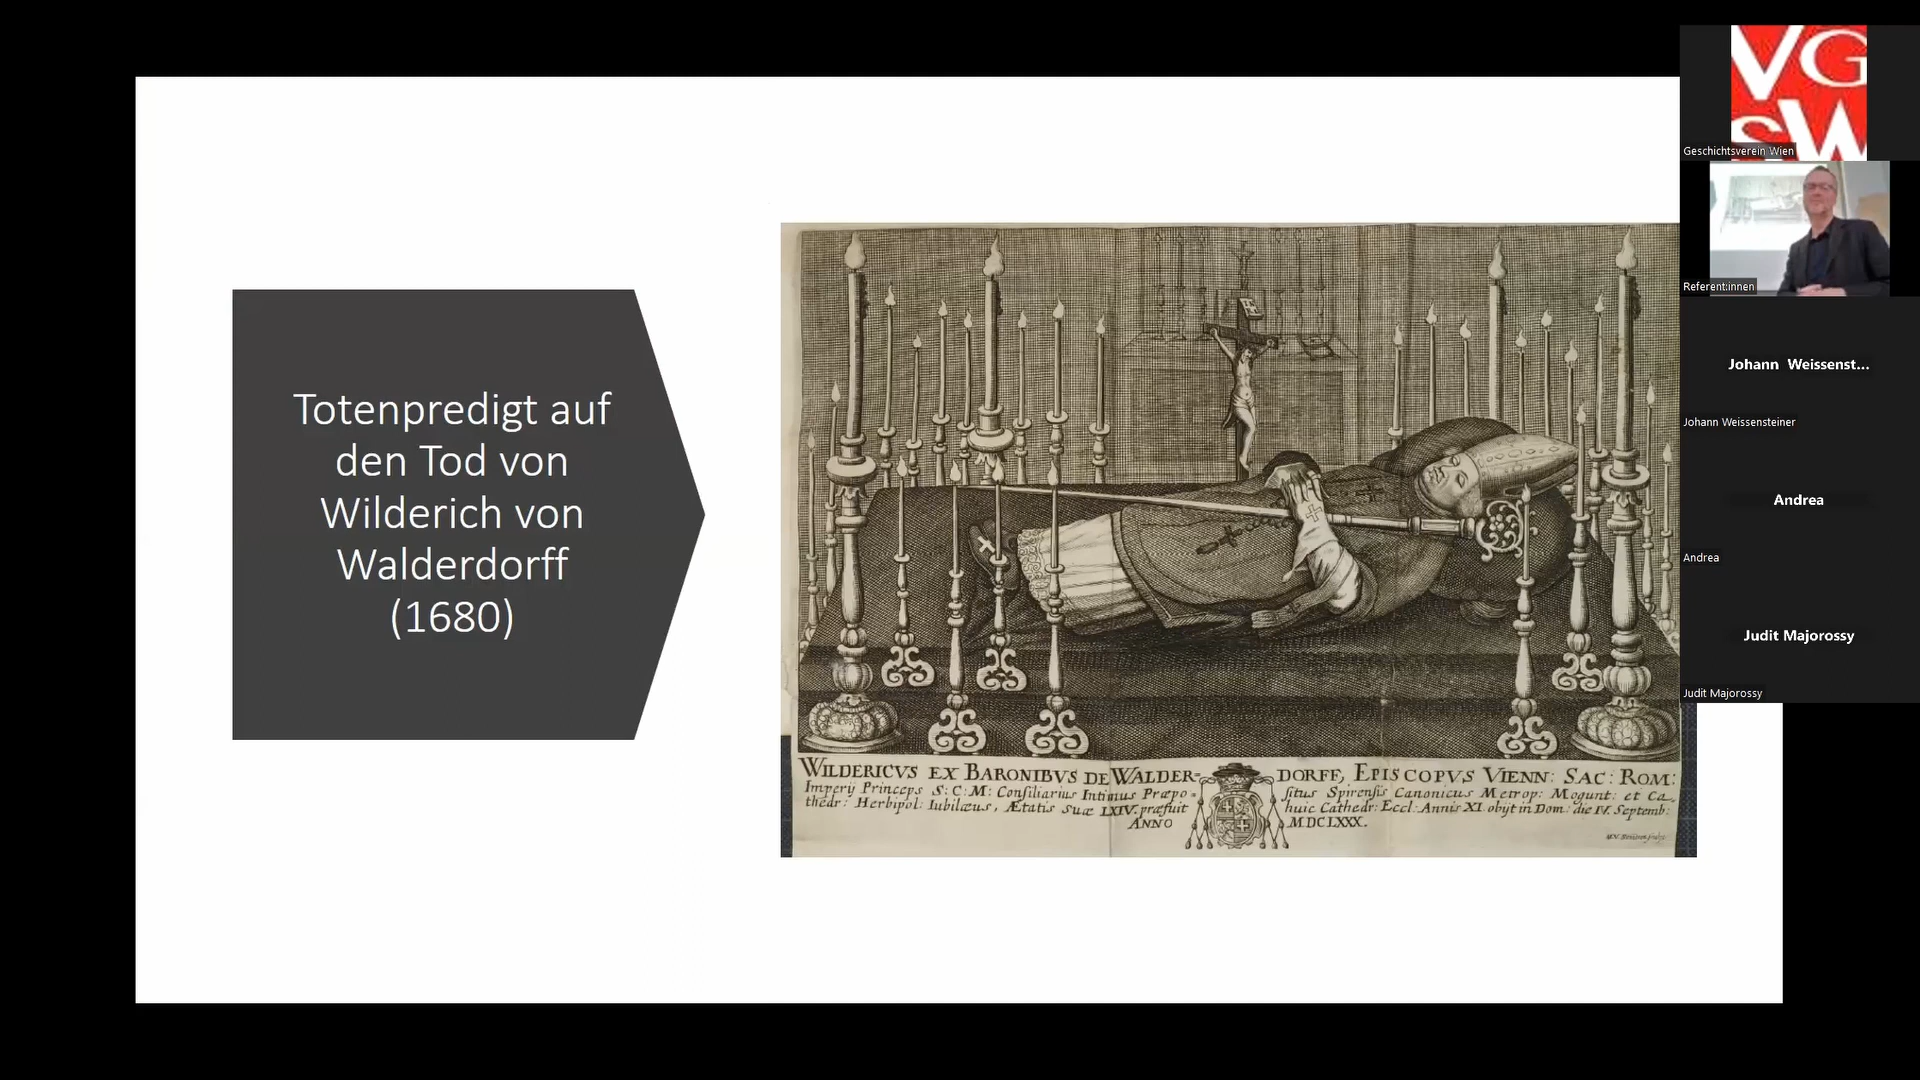 Totenpredigt auf
den Tod von
Wilderich von
Walderdorff
(1680)
WILDERICVS EX BARONIBVS DE WALDER- DORFF, EPISCOPVS VIENN: SAC: ROM:
Imperij Princeps S: C: M: Consiliarius Intimus Præpo= situs Spirensis Canonicus Metrop: Mogunt: et Ca=
thedr: Herbipol: Iubilæus, Ætatis Suæ LXIV. præfuit huic Cathedr: Eccl: Annis XI obijt in Dom: die IV. Septemb:
ANNO MDCLXXX.
VG
SW
Geschichtsverein Wien
Referent:innen
Johann Weissenst...
Johann Weissensteiner
Andrea
Andrea
Judit Majorossy
Judit Majorossy